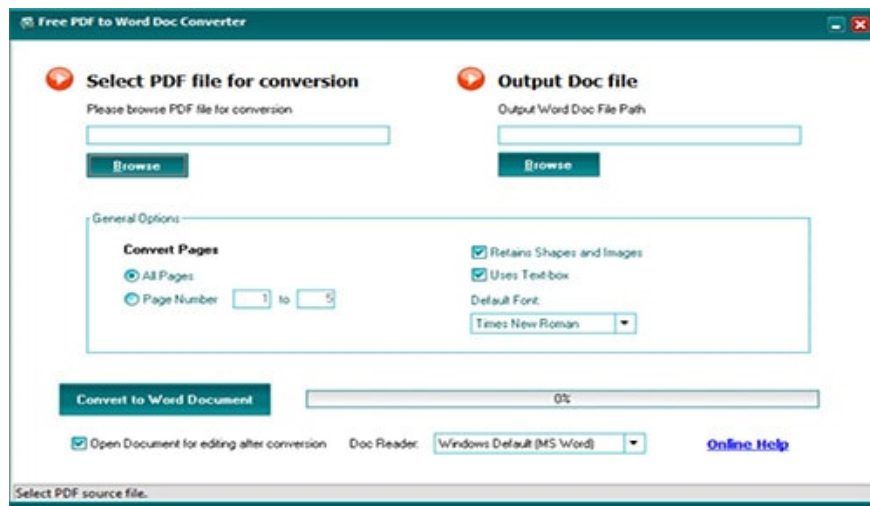 Free PDF to Word Doc Converter
Select PDF file for conversion
Please browse PDF file for conversion
Browse
Output Doc file
Output Word Doc File Path
Browse
General Options
Convert Pages
All Pages
Page Number 1 to 5
Retains Shapes and Images
Uses Text-box
Default Font:
Times New Roman
Convert to Word Document
0%
Open Document for editing after conversion
Doc Reader:
Windows Default (MS Word)
Online Help
Select PDF source file.